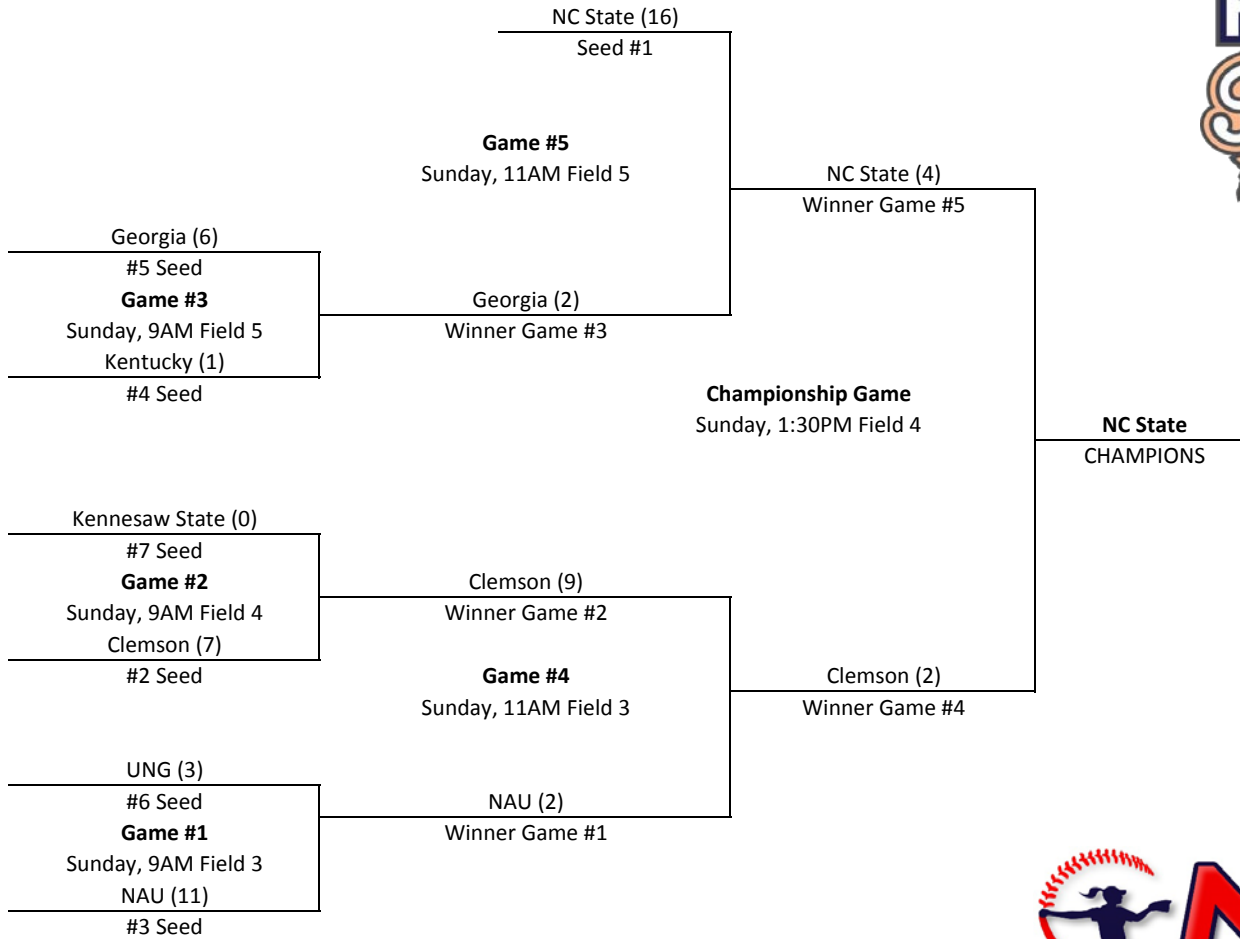 NC State (16)
Seed #1
Game #5
Sunday, 11AM Field 5
NC State (4)
Winner Game #5
Georgia (6)
#5 Seed
Game #3
Sunday, 9AM Field 5
Kentucky (1)
#4 Seed
Georgia (2)
Winner Game #3
Championship Game
Sunday, 1:30PM Field 4
NC State
CHAMPIONS
Kennesaw State (0)
#7 Seed
Game #2
Sunday, 9AM Field 4
Clemson (7)
#2 Seed
Clemson (9)
Winner Game #2
Game #4
Sunday, 11AM Field 3
Clemson (2)
Winner Game #4
UNG (3)
#6 Seed
Game #1
Sunday, 9AM Field 3
NAU (11)
#3 Seed
NAU (2)
Winner Game #1